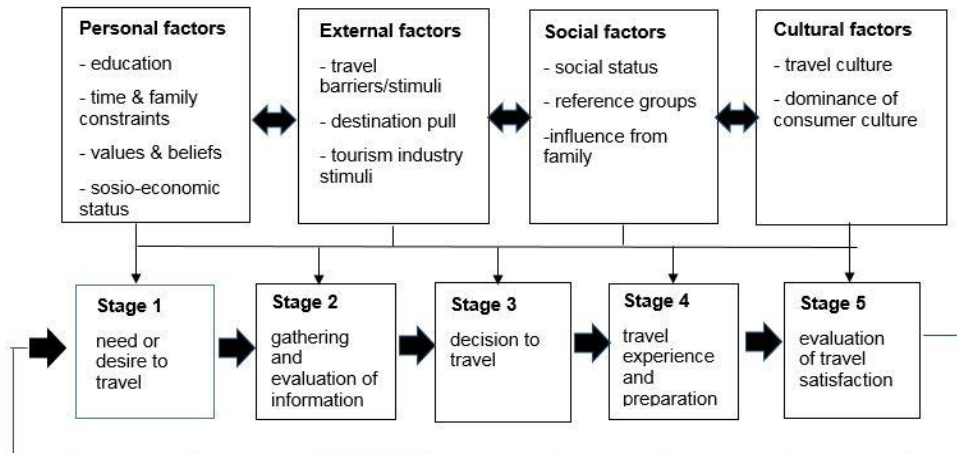 Personal factors
- education
- time & family
constraints
- values & beliefs
- sosio-economic
status
External factors
- travel
barriers/stimuli
- destination pull
- tourism industry
stimuli
Social factors
- social status
- reference groups
-influence from
family
Cultural factors
- travel culture
- dominance of
consumer culture
Stage 1
need or
desire to
travel
Stage 2
gathering
and
evaluation of
information
Stage 3
decision to
travel
Stage 4
travel
experience
and
preparation
Stage 5
evaluation
of travel
satisfaction